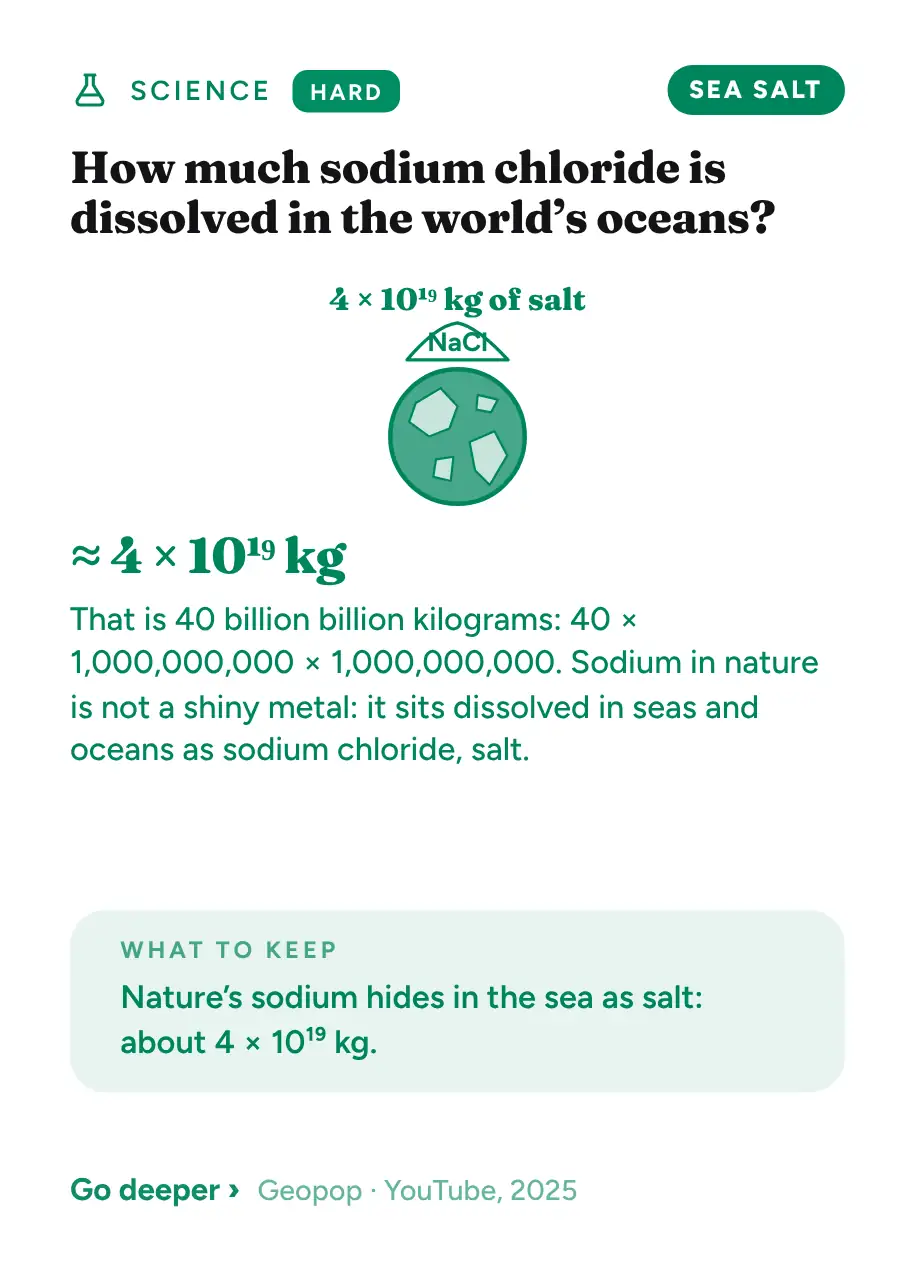 SCIENCE HARD SEA SALT
How much sodium chloride is
dissolved in the world’s oceans?
4 × 10¹⁹ kg of salt
NaCl
≈ 4 × 10¹⁹ kg
That is 40 billion billion kilograms: 40 ×
1,000,000,000 × 1,000,000,000. Sodium in nature
is not a shiny metal: it sits dissolved in seas and
oceans as sodium chloride, salt.
WHAT TO KEEP
Nature’s sodium hides in the sea as salt:
about 4 × 10¹⁹ kg.
Go deeper › Geopop · YouTube, 2025